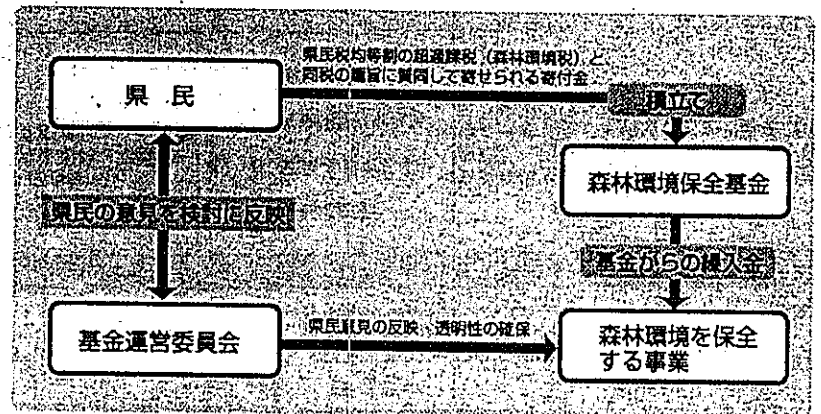 県民税均等割の超過課税（森林環境税）と、
同税の趣旨に賛同して寄せられる寄付金
県民
積立て
森林環境保全基金
県民の意見を検討に反映
基金からの繰入金
基金運営委員会
県民意見の反映・透明性の確保
森林環境を保全
する事業